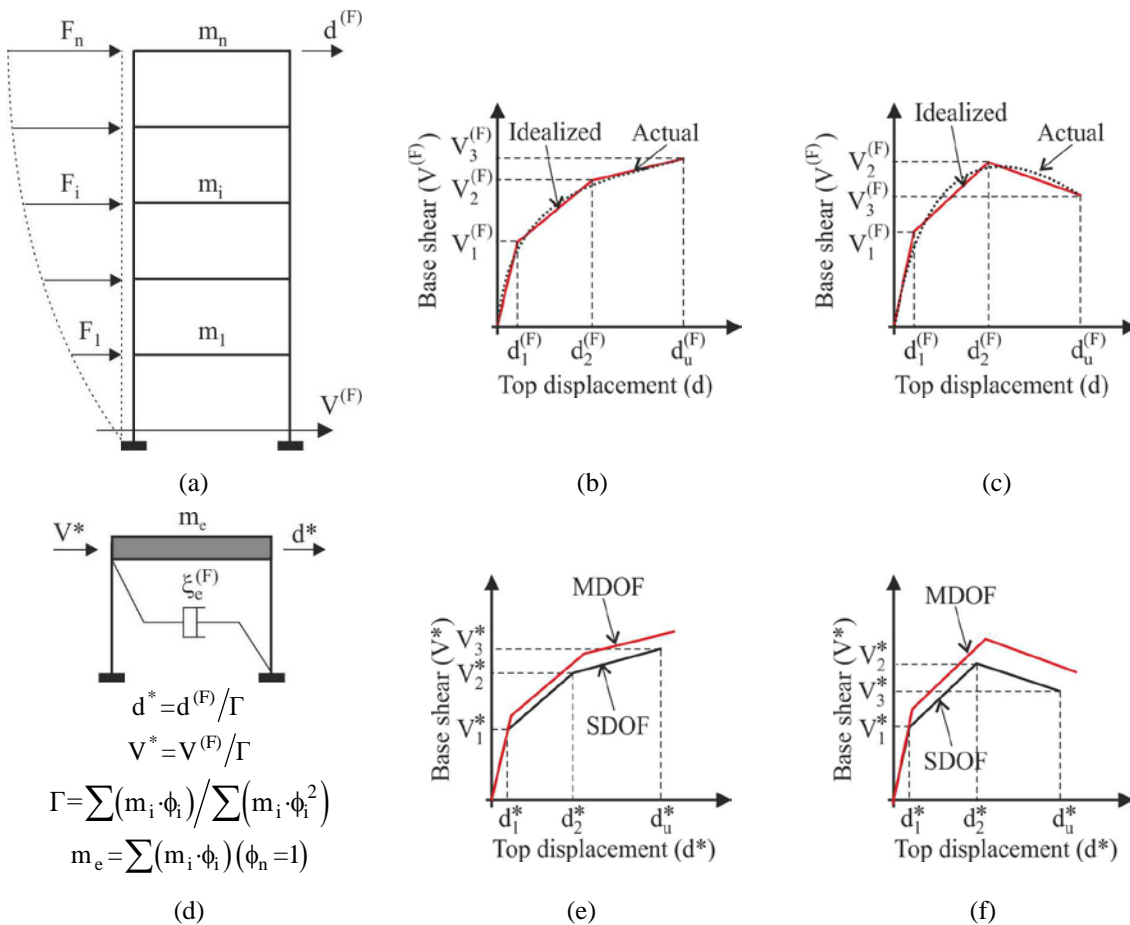 F_n
m_n
d^(F)
F_i
m_i
F_1
m_1
V^(F)
(a)
Base shear (V^(F))
V_3^(F)
V_2^(F)
V_1^(F)
Idealized
Actual
d_1^(F)
d_2^(F)
d_u^(F)
Top displacement (d)
(b)
Base shear (V^(F))
V_2^(F)
V_3^(F)
V_1^(F)
Idealized
Actual
d_1^(F)
d_2^(F)
d_u^(F)
Top displacement (d)
(c)
V*
m_e
d*
ξ_e^(F)
d^*=d^(F)/Γ
V^*=V^(F)/Γ
Γ=∑(m_i·ϕ_i)/∑(m_i·ϕ_i^2)
m_e=∑(m_i·ϕ_i)(ϕ_n=1)
(d)
Base shear (V*)
V_3^*
V_2^*
V_1^*
MDOF
SDOF
d_1^*
d_2^*
d_u^*
Top displacement (d*)
(e)
Base shear (V*)
V_2^*
V_3^*
V_1^*
MDOF
SDOF
d_1^*
d_2^*
d_u^*
Top displacement (d*)
(f)